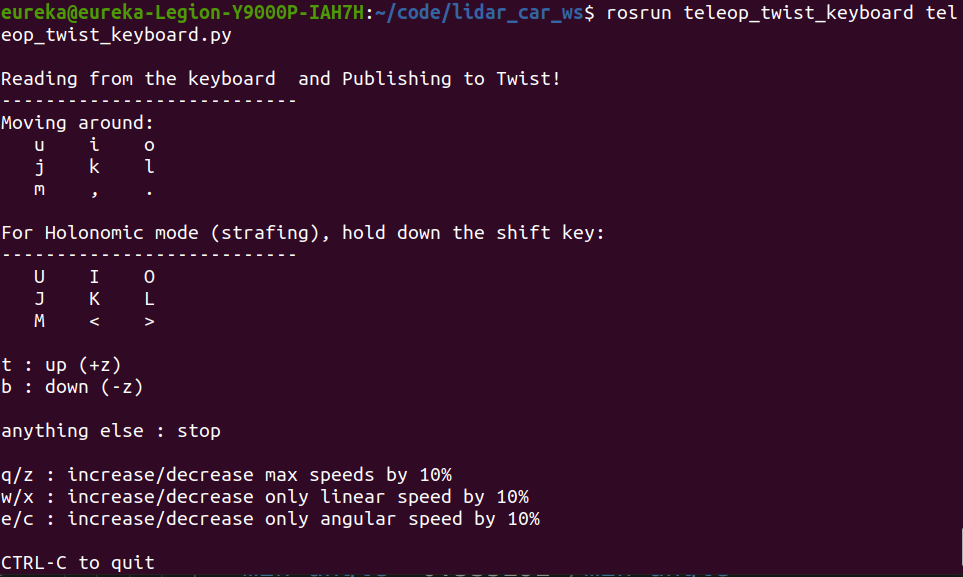 eureka@eureka-Legion-Y9000P-IAH7H:~/code/lidar_car_ws$ rosrun teleop_twist_keyboard tel
eop_twist_keyboard.py
Reading from the keyboard  and Publishing to Twist!
---------------------------
Moving around:
   u    i    o
   j    k    l
   m    ,    .
For Holonomic mode (strafing), hold down the shift key:
---------------------------
   U    I    O
   J    K    L
   M    <    >
t : up (+z)
b : down (-z)
anything else : stop
q/z : increase/decrease max speeds by 10%
w/x : increase/decrease only linear speed by 10%
e/c : increase/decrease only angular speed by 10%
CTRL-C to quit